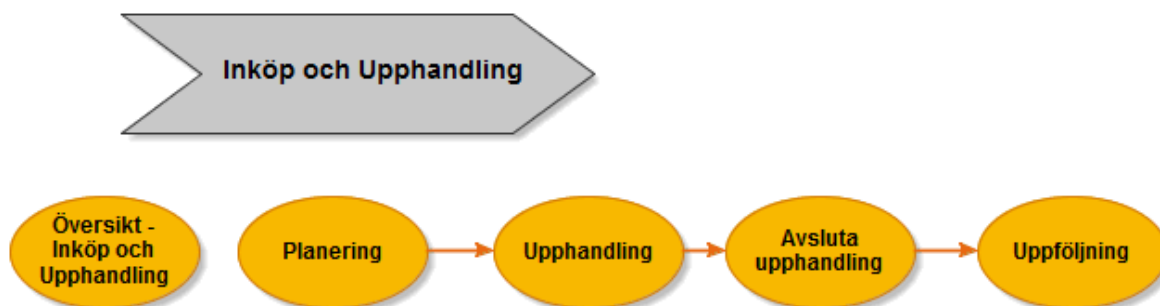 Inköp och Upphandling
Översikt -
Inköp och
Upphandling
Planering
Upphandling
Avsluta
upphandling
Uppföljning